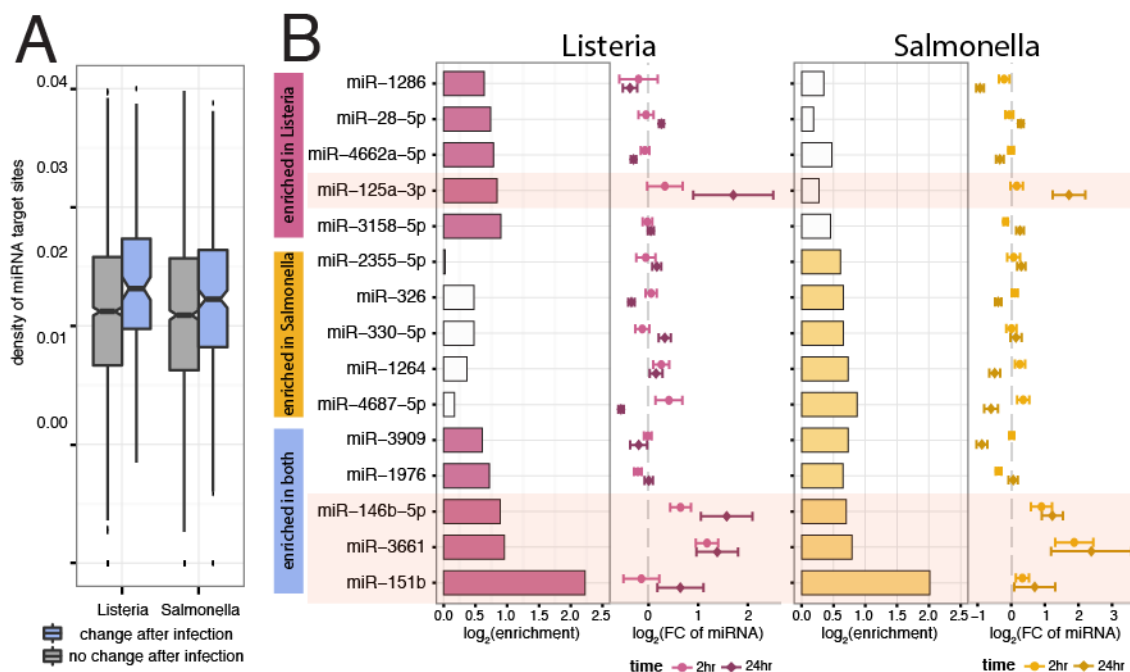 A
density of miRNA target sites
0.04
0.03
0.02
0.01
0.00
Listeria Salmonella
change after infection
no change after infection
B
Listeria Salmonella
enriched in Listeria
enriched in Salmonella
enriched in both
miR−1286
miR−28−5p
miR−4662a−5p
miR−125a−3p
miR−3158−5p
miR−2355−5p
miR−326
miR−330−5p
miR−1264
miR−4687−5p
miR−3909
miR−1976
miR−146b−5p
miR−3661
miR−151b
0.0 0.5 1.0 1.5 2.0 2.5 0 1 2 0.0 0.5 1.0 1.5 2.0 2.5 −1 0 1 2 3
log2(enrichment) log2(FC of miRNA) log2(enrichment) log2(FC of miRNA)
time 2hr 24hr time 2hr 24hr